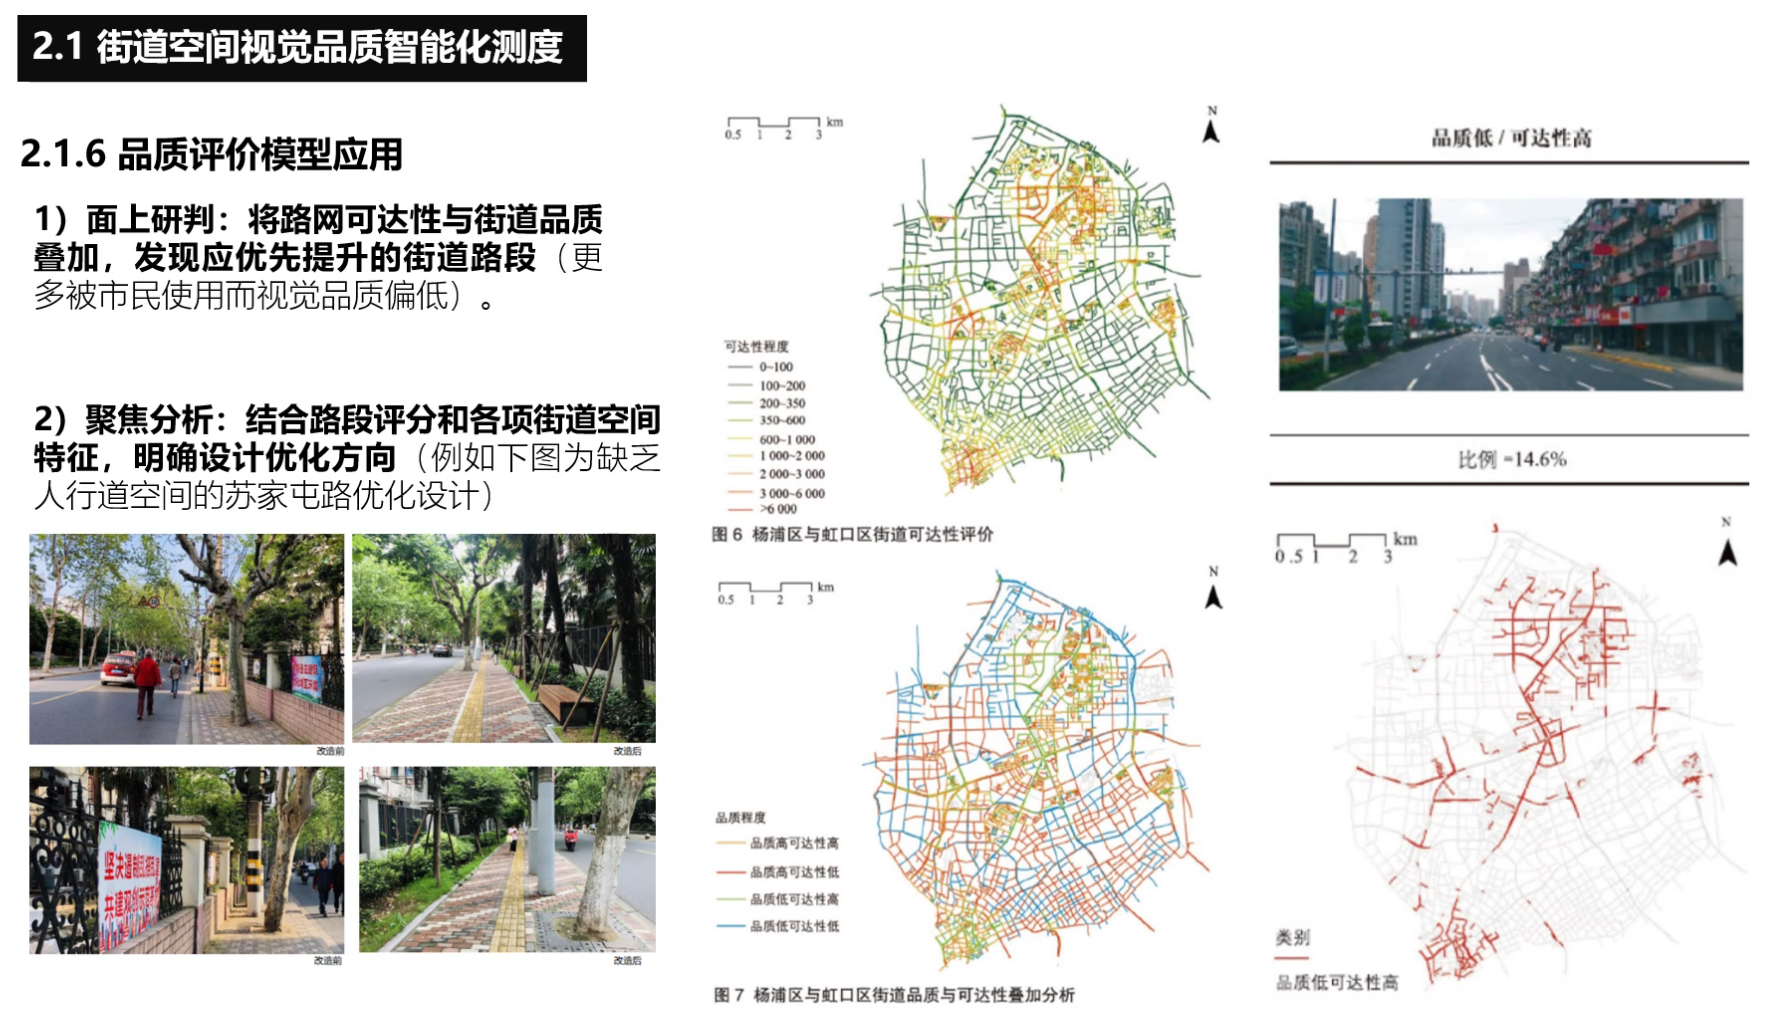 2.1 街道空间视觉品质智能化测度
2.1.6 品质评价模型应用
1）面上研判：将路网可达性与街道品质
叠加，发现应优先提升的街道路段（更
多被市民使用而视觉品质偏低）。
2）聚焦分析：结合路段评分和各项街道空间
特征，明确设计优化方向（例如下图为缺乏
人行道空间的苏家屯路优化设计）
改造前
改造后
坚决遏制
共建
改造前
改造后
0.5 1 2 3 km
N
可达性程度
0~100
100~200
200~350
350~600
600~1 000
1 000~2 000
2 000~3 000
3 000~6 000
>6 000
图 6 杨浦区与虹口区街道可达性评价
0.5 1 2 3 km
N
品质程度
品质高可达性高
品质高可达性低
品质低可达性高
品质低可达性低
图 7 杨浦区与虹口区街道品质与可达性叠加分析
品质低 / 可达性高
比例 =14.6%
0 .5 1 2 3 km
N
类别
品质低可达性高